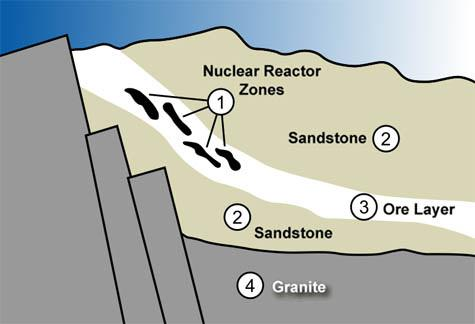 Nuclear Reactor
Zones
1
Sandstone 2
3 Ore Layer
2
Sandstone
4 Granite